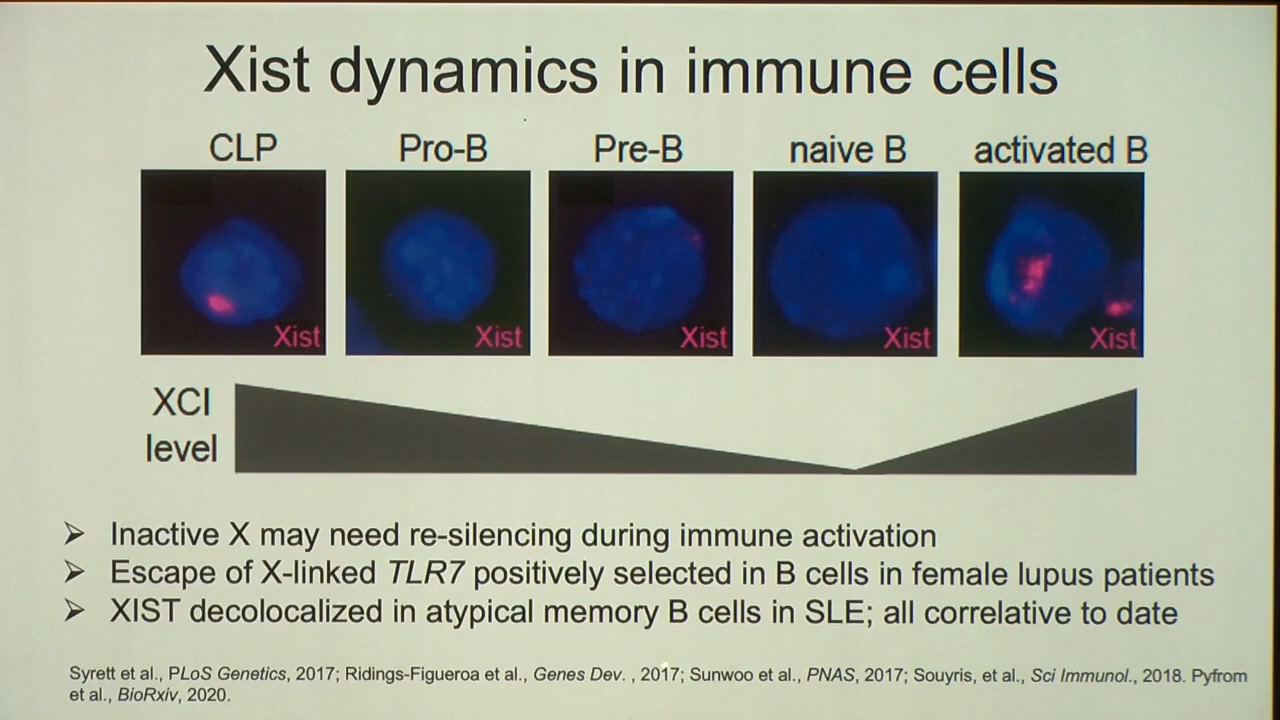 Xist dynamics in immune cells
CLP Pro-B Pre-B naive B activated B
Xist Xist Xist Xist Xist
XCI
level
➢ Inactive X may need re-silencing during immune activation
➢ Escape of X-linked TLR7 positively selected in B cells in female lupus patients
➢ XIST decolocalized in atypical memory B cells in SLE; all correlative to date
Syrett et al., PLoS Genetics, 2017; Ridings-Figueroa et al., Genes Dev. , 2017; Sunwoo et al., PNAS, 2017; Souyris, et al., Sci Immunol., 2018. Pyfrom
et al., BioRxiv, 2020.